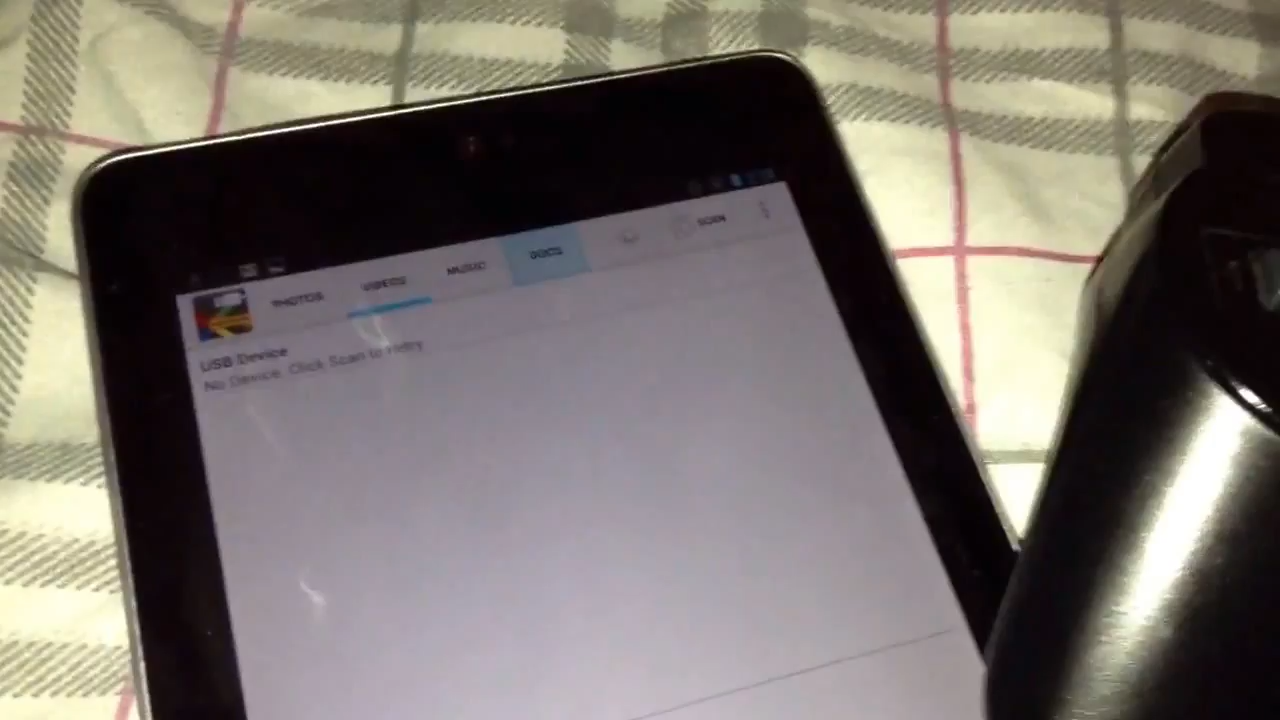 PHOTOS VIDEOS MUSIC DOCS SCAN
USB Device
No Device. Click Scan to retry